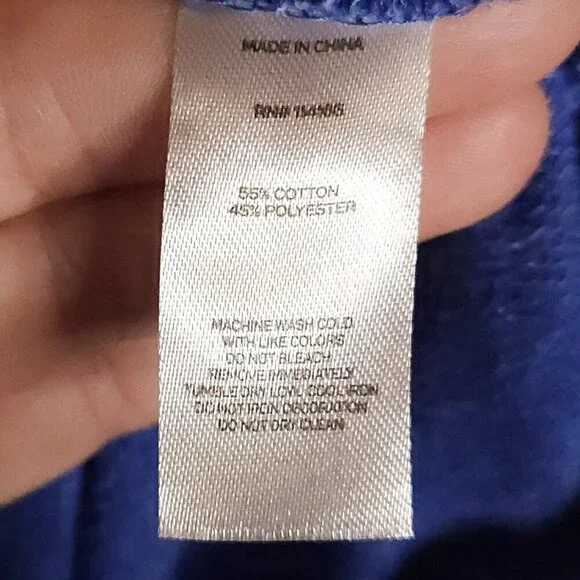 MADE IN CHINA
RN# 114166
55% COTTON
45% POLYESTER
MACHINE WASH COLD
WITH LIKE COLORS
DO NOT BLEACH
REMOVE IMMEDIATELY
TUMBLE DRY LOW, COOL IRON
DO NOT IRON DECORATION
DO NOT DRY CLEAN